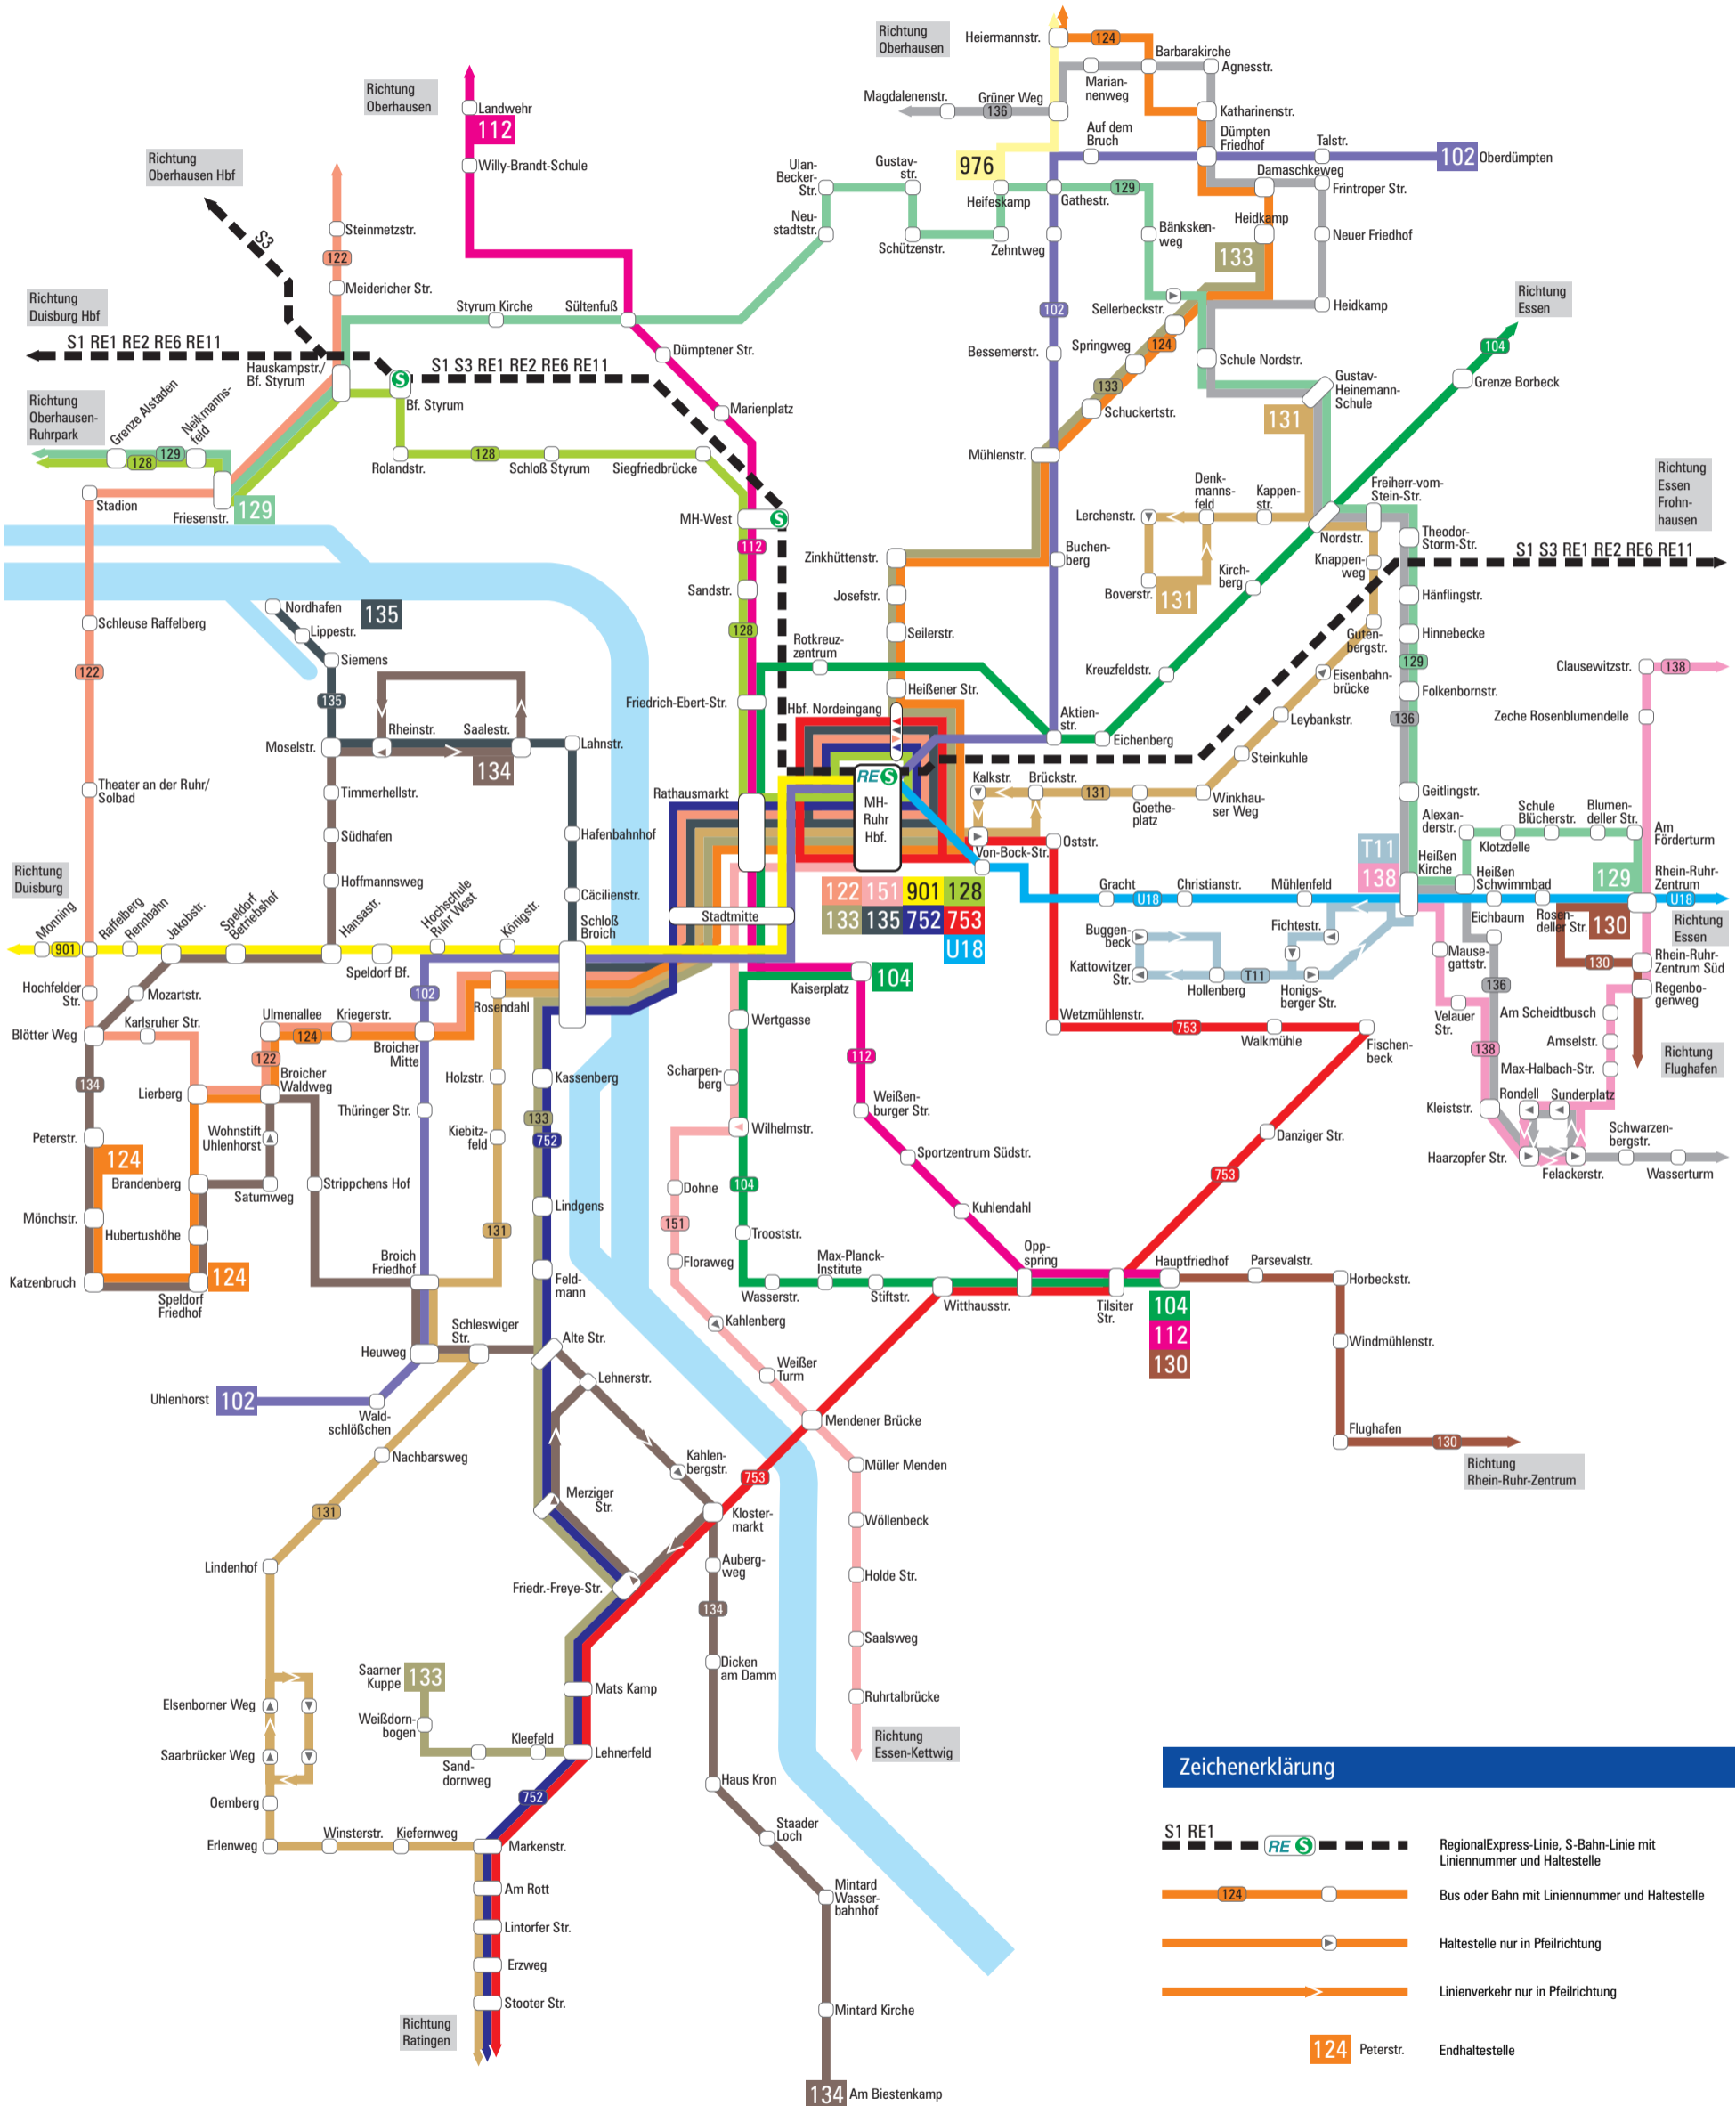 Richtung
Oberhausen
Heiermannstr.
124
Barbarakirche
Agnesstr.
Marian-
nenweg
Magdalenenstr.
Grüner Weg
136
Katharinenstr.
Richtung
Oberhausen
Landwehr
112
Willy-Brandt-Schule
Auf dem
Bruch
Dümpten
Friedhof
Talstr.
102
Oberdümpten
976
Richtung
Oberhausen Hbf
Ulan-
Becker-
Str.
Gustav-
str.
Heifeskamp
Gathestr.
129
Damaschkeweg
Frintroper Str.
Neu-
stadtstr.
Schützenstr.
Zehntweg
Bänksken-
weg
Heidkamp
Neuer Friedhof
133
S3
Steinmetzstr.
122
Meidericher Str.
Richtung
Duisburg Hbf
Styrum Kirche
Sültenfuß
102
Sellerbeckstr.
Heidkamp
Richtung
Essen
104
S1 RE1 RE2 RE6 RE11
Hauskampstr./
Bf. Styrum
S
S1 S3 RE1 RE2 RE6 RE11
Bf. Styrum
Dümptener Str.
Bessemerstr.
Springweg
124
Schule Nordstr.
Gustav-
Heinemann-
Schule
Grenze Borbeck
133
Schuckertstr.
131
Richtung
Oberhausen-
Ruhrpark
Grenze Alstaden
Neikmanns-
feld
128
129
Marienplatz
Rolandstr.
128
Schloß Styrum
Siegfriedbrücke
Mühlenstr.
Richtung
Essen
Frohn-
hausen
Stadion
Friesenstr.
129
MH-West
S
112
Denk-
manns-
feld
Kappen-
str.
Lerchenstr.
Freiherr-vom-
Stein-Str.
Nordstr.
Theodor-
Storm-Str.
S1 S3 RE1 RE2 RE6 RE11
Zinkhüttenstr.
Buchen-
berg
Boverstr.
131
Kirch-
berg
Knappen-
weg
Sandstr.
Josefstr.
Hänflingstr.
Nordhafen
135
Lippestr.
Siemens
Schleuse Raffelberg
128
Seilerstr.
Guten-
bergstr.
Hinnebecke
129
Rotkreuz-
zentrum
Kreuzfeldstr.
Eisenbahn-
brücke
Clausewitzstr.
138
122
135
Friedrich-Ebert-Str.
Heißener Str.
Hbf. Nordeingang
Folkenbornstr.
136
Leybankstr.
Zeche Rosenblumendelle
Aktien-
str.
Eichenberg
Moselstr.
Rheinstr.
Saalestr.
134
Lahnstr.
Steinkuhle
Theater an der Ruhr/
Solbad
Timmerhellstr.
Rathausmarkt
RE S
MH-
Ruhr
Hbf.
Kalkstr.
Brückstr.
131
Goethe-
platz
Winkhau-
ser Weg
Geitlingstr.
Alexan-
derstr.
Schule
Blücherstr.
Blumen-
deller Str.
Klotzdelle
Am
Förderturm
Südhafen
Hafenbahnhof
Von-Bock-Str.
Oststr.
T11
138
Heißen
Kirche
Heißen
Schwimmbad
129
Rhein-Ruhr-
Zentrum
Richtung
Duisburg
Hoffmannsweg
Cäcilienstr.
122 151 901 128
133 135 752 753
U18
Gracht
U18
Christianstr.
Mühlenfeld
U18
Stadtmitte
Monning
901
Raffelberg
Rennbahn
Jakobstr.
Speldorf
Betriebshof
Hansastr.
Speldorf Bf.
Hochschule
Ruhr West
Königstr.
Schloß
Broich
Buggen-
beck
Fichtestr.
Eichbaum
Rosen-
deller Str.
130
Richtung
Essen
Kattowitzer
Str.
Hollenberg
T11
Honigs-
berger Str.
Mause-
gattstr.
136
130
Rhein-Ruhr-
Zentrum Süd
Regenbo-
genweg
Hochfelder
Str.
Mozartstr.
102
Rosendahl
Kaiserplatz
104
Velauer
Str.
Am Scheidtbusch
Blötter Weg
Karlsruher Str.
Ulmenallee
124
Kriegerstr.
Broicher
Mitte
Wertgasse
Wetzmühlenstr.
753
Walkmühle
Fischen-
beck
138
Amselstr.
Richtung
Flughafen
122
112
Max-Halbach-Str.
134
Lierberg
Broicher
Waldweg
Holzstr.
Kassenberg
Scharpen-
berg
Weißen-
burger Str.
Kleiststr.
Rondell
Sunderplatz
Thüringer Str.
133
752
Wilhelmstr.
Danziger Str.
Schwarzen-
bergstr.
Peterstr.
124
Wohnstift
Uhlenhorst
Kiebitz-
feld
Sportzentrum Südstr.
Haarzopfer Str.
Felackerstr.
Wasserturm
Brandenberg
Saturnweg
Strippchens Hof
Lindgens
Dohne
104
753
Mönchstr.
Hubertushöhe
131
151
Kuhlendahl
Trooststr.
Katzenbruch
Speldorf
Friedhof
124
Broich
Friedhof
Feld-
mann
Floraweg
Max-Planck-
Institute
Opp-
spring
Hauptfriedhof
Parsevalstr.
Horbeckstr.
Wasserstr.
Stiftstr.
Witthausstr.
Tilsiter
Str.
104
112
130
Schleswiger
Str.
Alte Str.
Kahlenberg
Windmühlenstr.
Heuweg
Lehnerstr.
Weißer
Turm
Uhlenhorst
102
Wald-
schlößchen
Mendener Brücke
Flughafen
130
Nachbarsweg
Kahlen-
bergstr.
753
Müller Menden
Richtung
Rhein-Ruhr-Zentrum
131
Merziger
Str.
Kloster-
markt
Wöllenbeck
Lindenhof
Auberg-
weg
Holde Str.
Friedr.-Freye-Str.
134
Saalsweg
Saarner
Kuppe
133
Dicken
am Damm
Elsenborner Weg
Weißdorn-
bogen
Mats Kamp
Ruhrtalbrücke
Saarbrücker Weg
Kleefeld
Sand-
dornweg
Lehnerfeld
Richtung
Essen-Kettwig
Oemberg
752
Haus Kron
Erlenweg
Winsterstr.
Kiefernweg
Markenstr.
Staader
Loch
Am Rott
Mintard
Wasser-
bahnhof
Lintorfer Str.
Erzweg
Stooter Str.
Mintard Kirche
Richtung
Ratingen
134
Am Biestenkamp
Zeichenerklärung
S1 RE1
RE S
RegionalExpress-Linie, S-Bahn-Linie mit
Liniennummer und Haltestelle
124
Bus oder Bahn mit Liniennummer und Haltestelle
Haltestelle nur in Pfeilrichtung
Linienverkehr nur in Pfeilrichtung
124
Peterstr.
Endhaltestelle